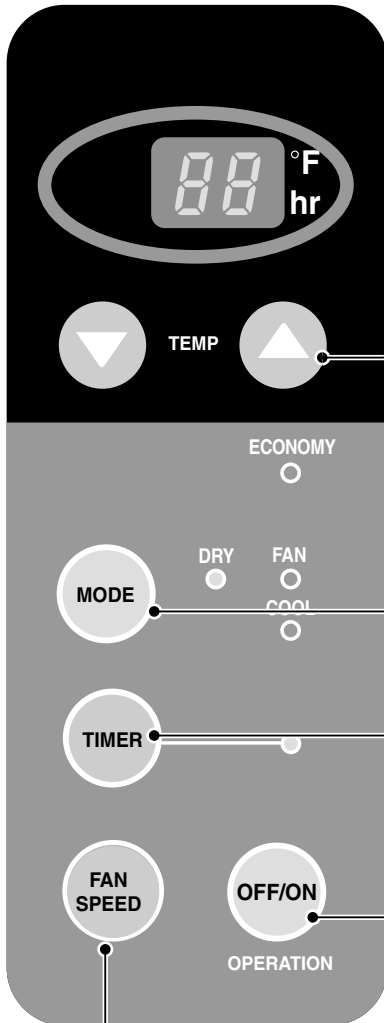 88 °F
hr
TEMP
ECONOMY
DRY FAN
MODE
COOL
TIMER
FAN
SPEED
OFF/ON
OPERATION